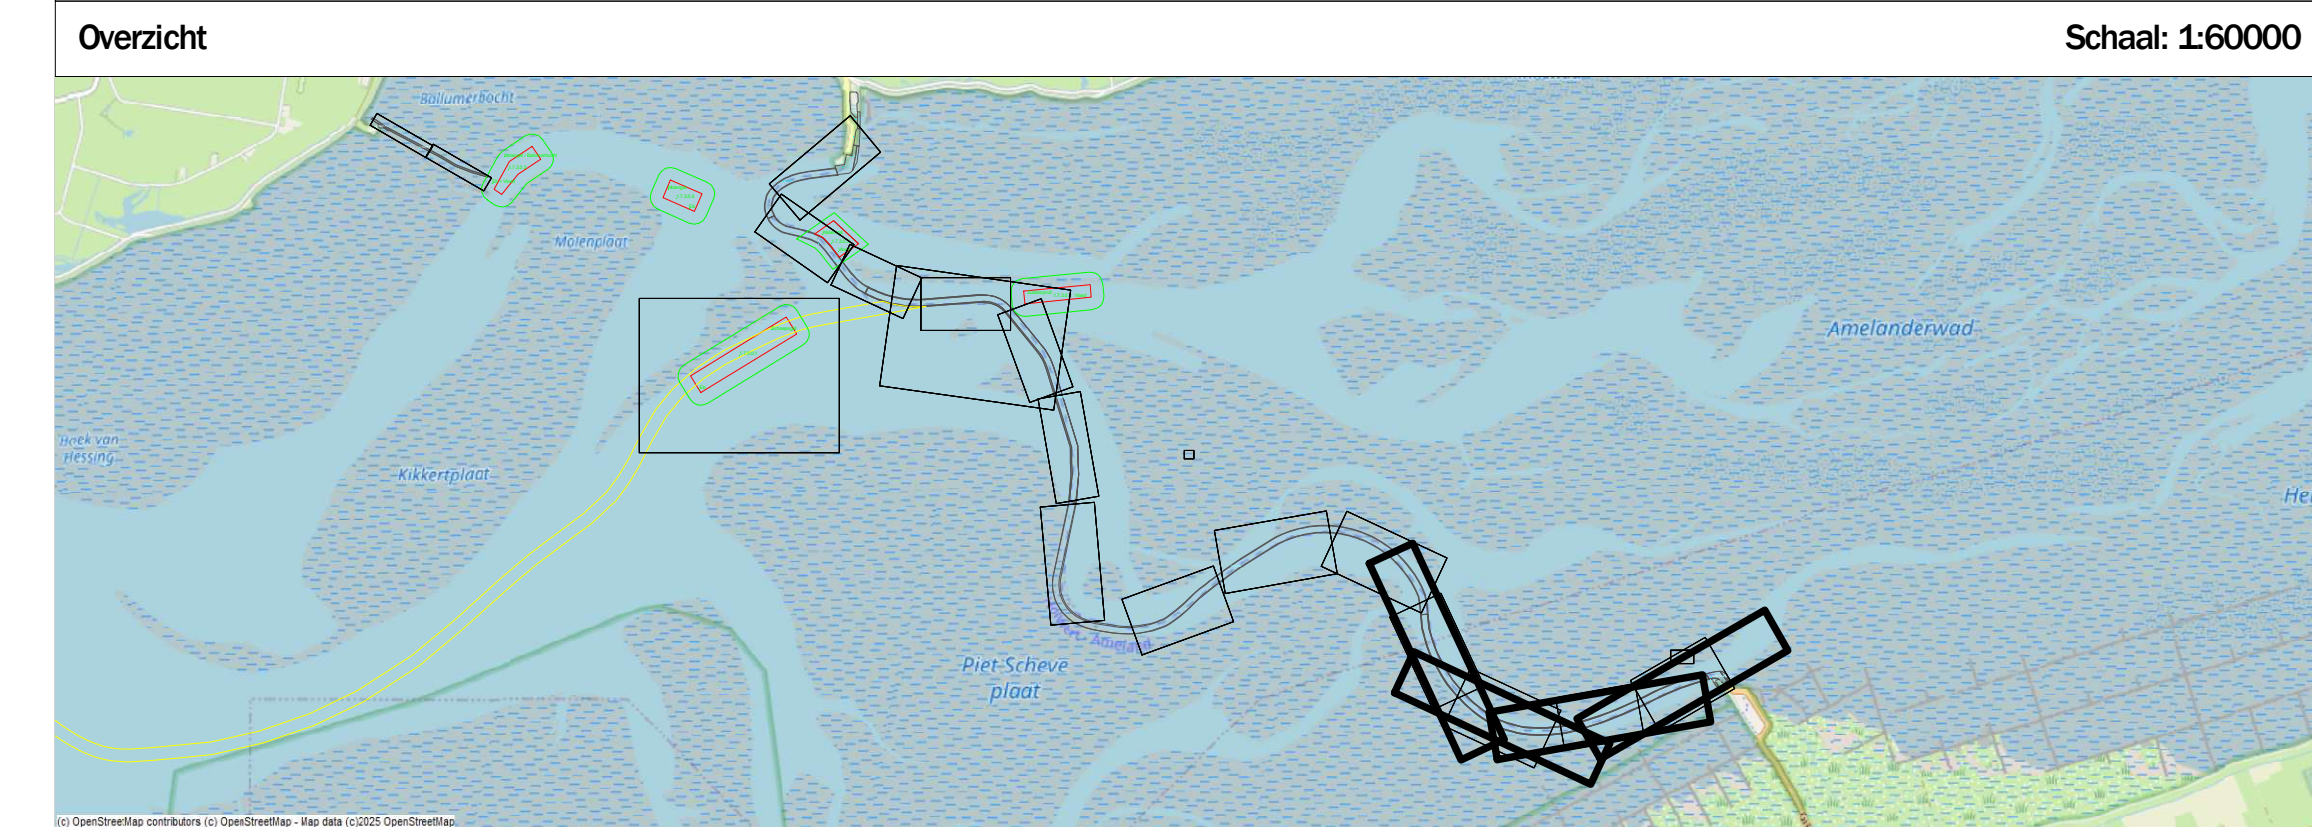 Overzicht
Schaal: 1:60000
Ballumerbocht
Molenplaat
Amelanderwad
Hoek van
Hessing
Kikkertplaat
Piet Scheve
plaat
- Ameland
(c) OpenStreetMap contributors (c) OpenStreetMap - Map data (c)2025 OpenStreetMap